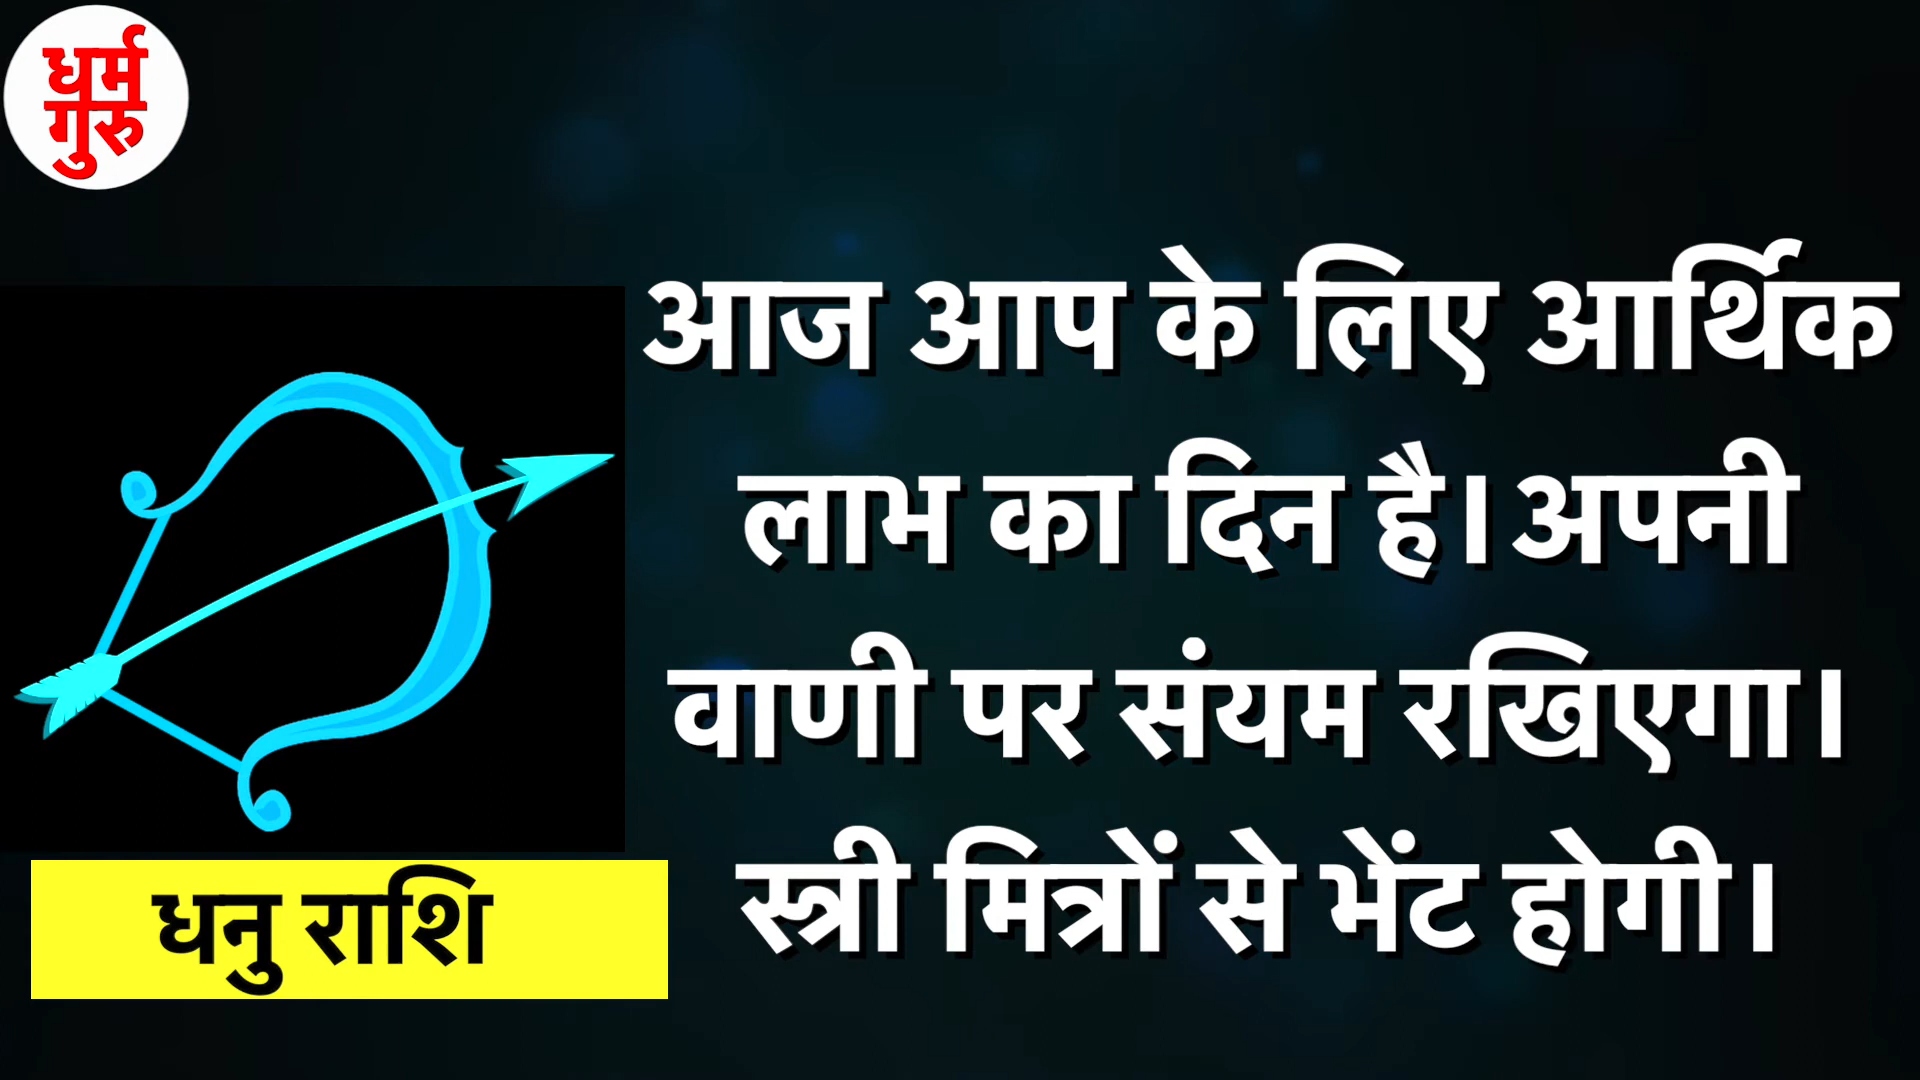 धर्म
गुरु
आज आप के लिए आर्थिक
लाभ का दिन है। अपनी
वाणी पर संयम रखिएगा।
स्त्री मित्रों से भेंट होगी।
धनु राशि